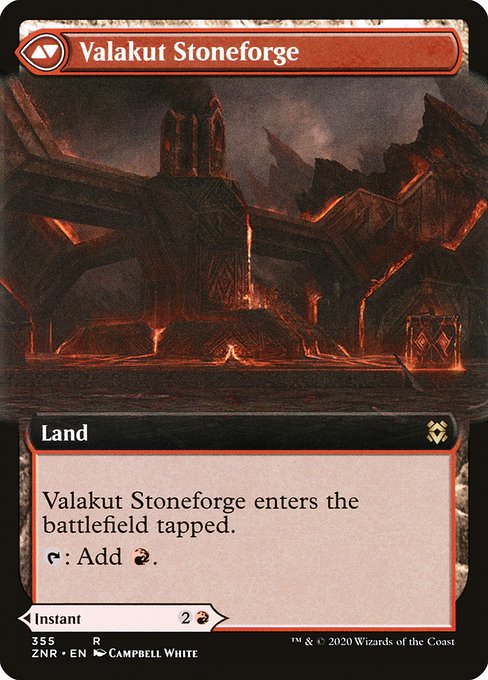 Valakut Stoneforge
Land
Valakut Stoneforge enters the
battlefield tapped.
: Add .
Instant 2
355 R
ZNR • EN CAMPBELL WHITE
™ & © 2020 Wizards of the Coast